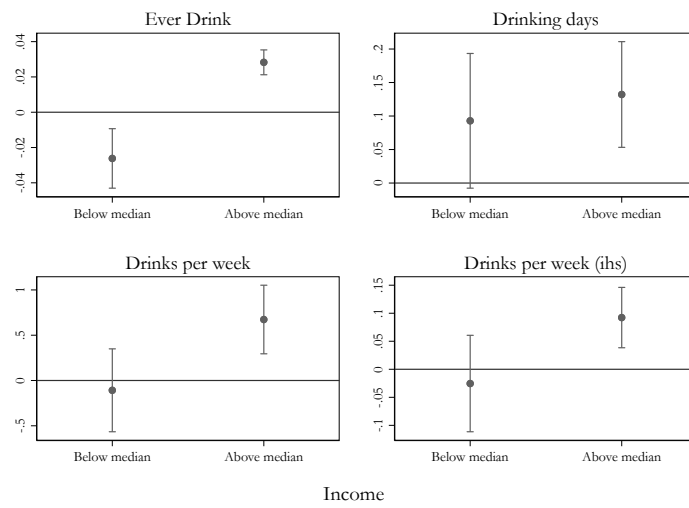 Ever Drink
.04
.02
0
-.02
-.04
Below median
Above median
Drinking days
.2
.15
.1
.05
0
Below median
Above median
Drinks per week
1
.5
0
-.5
Below median
Above median
Drinks per week (ihs)
.15
.1
.05
0
-.05
-.1
Below median
Above median
Income